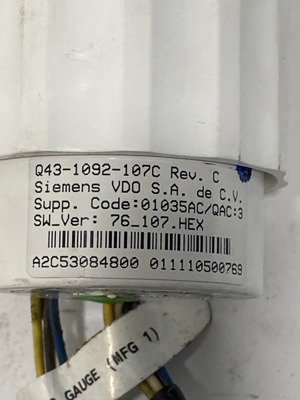 Q43-1092-107C Rev. C
Siemens VDO S.A. de C.V.
Supp. Code:01035AC/QAC:3
SW_Ver: 76_107.HEX
A2C53084800 011110500769
GAUGE (MFG 1)